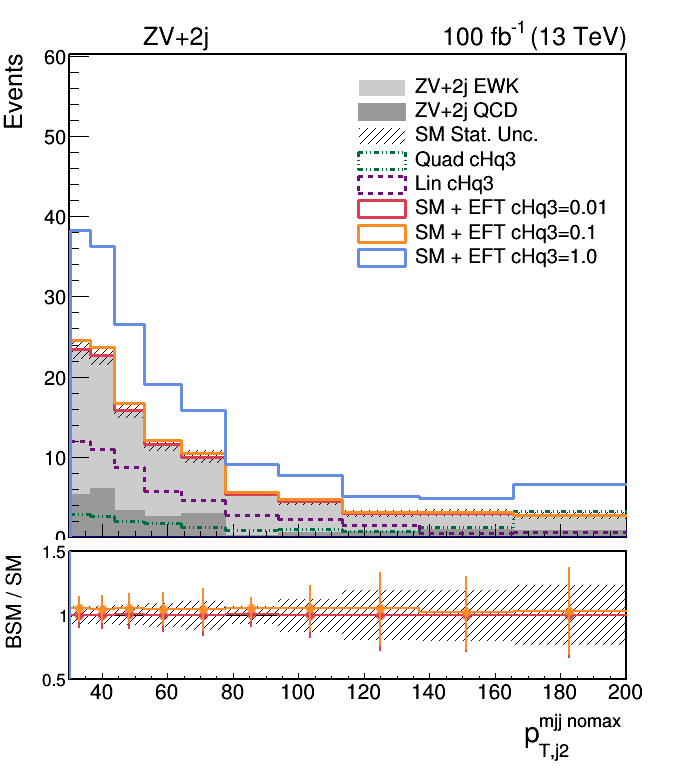 ZV+2j 100 fb-1 (13 TeV)
Events
60
50
40
30
20
10
0
ZV+2j EWK
ZV+2j QCD
SM Stat. Unc.
Quad cHq3
Lin cHq3
SM + EFT cHq3=0.01
SM + EFT cHq3=0.1
SM + EFT cHq3=1.0
BSM / SM
1.5
1
0.5
40 60 80 100 120 140 160 180 200
p T,j2 mjj nomax